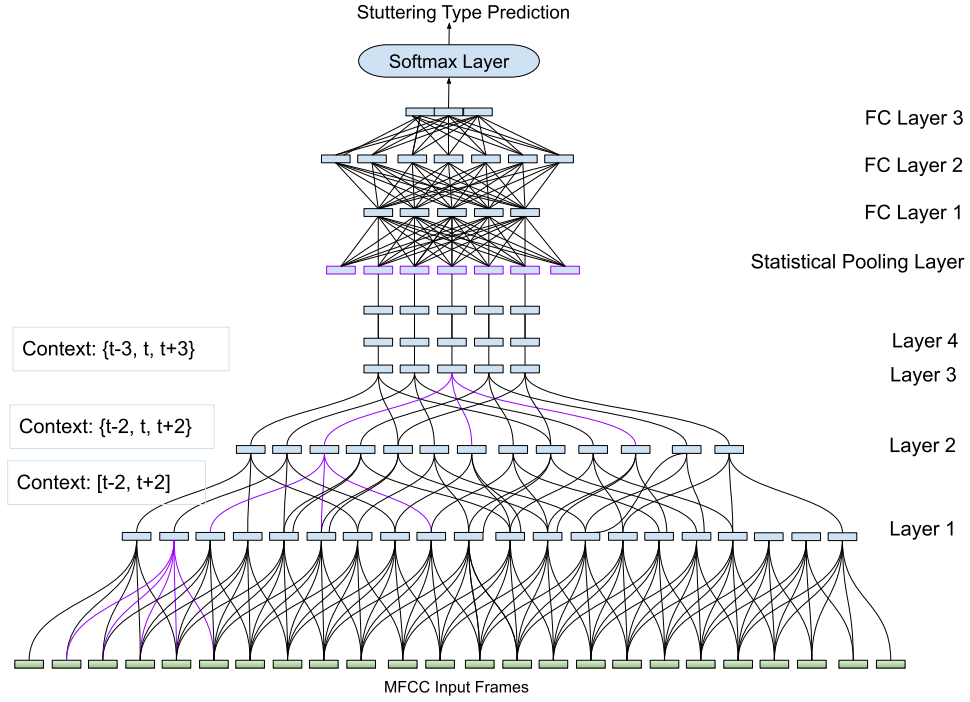 Stuttering Type Prediction
Softmax Layer
FC Layer 3
FC Layer 2
FC Layer 1
Statistical Pooling Layer
Layer 4
Context: {t-3, t, t+3}
Layer 3
Context: {t-2, t, t+2}
Layer 2
Context: [t-2, t+2]
Layer 1
MFCC Input Frames